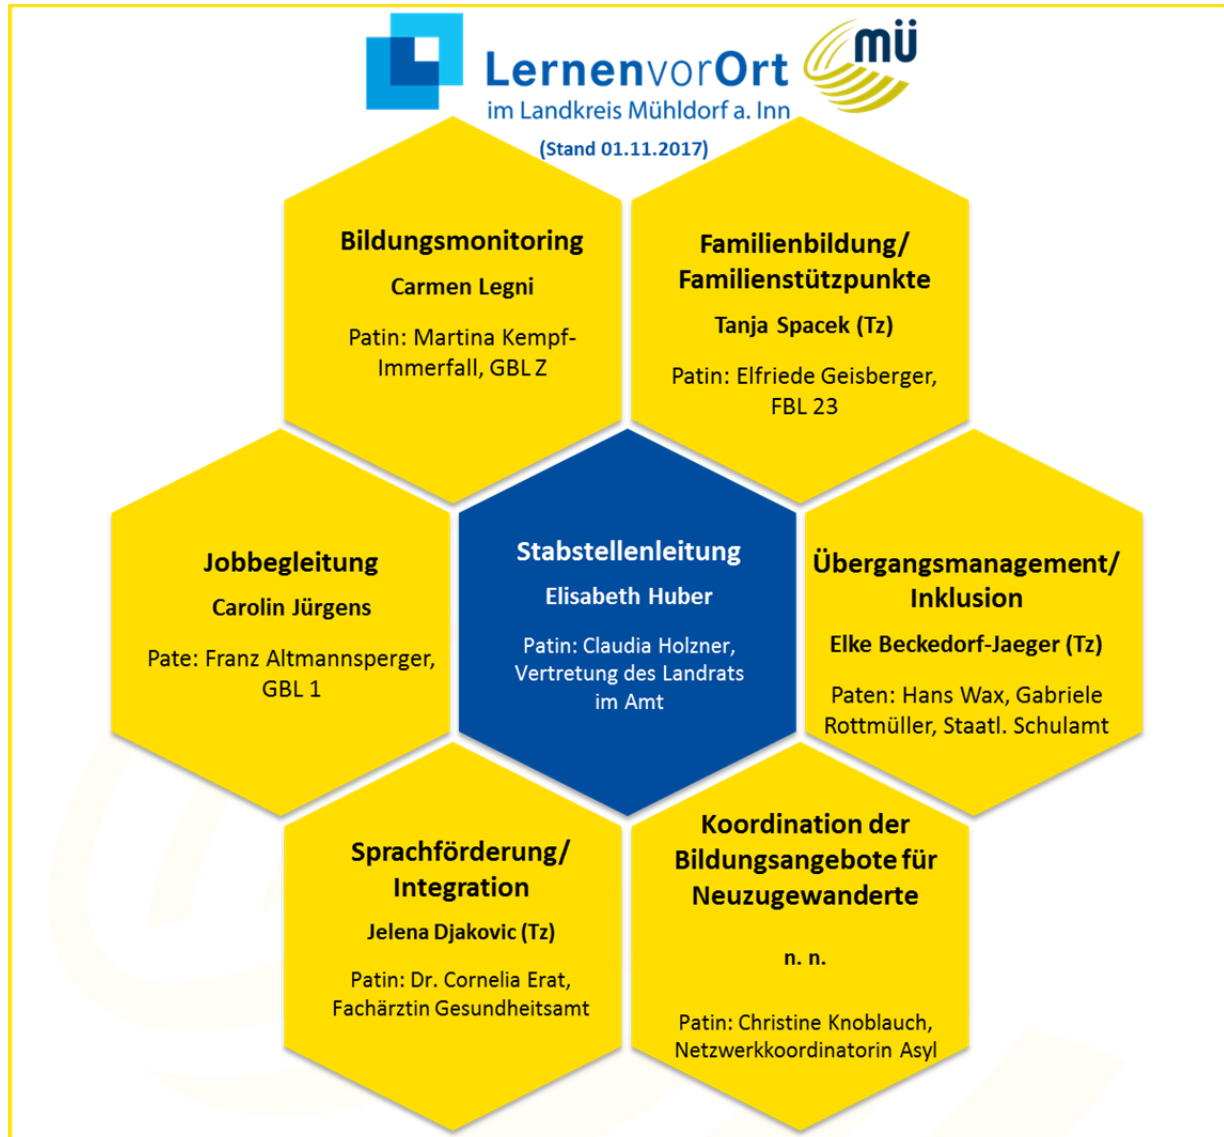 mü
LernenvorOrt
im Landkreis Mühldorf a. Inn
(Stand 01.11.2017)
Bildungsmonitoring
Carmen Legni
Patin: Martina Kempf-
Immerfall, GBL Z
Familienbildung/
Familienstützpunkte
Tanja Spacek (Tz)
Patin: Elfriede Geisberger,
FBL 23
Jobbegleitung
Carolin Jürgens
Pate: Franz Altmannsperger,
GBL 1
Stabstellenleitung
Elisabeth Huber
Patin: Claudia Holzner,
Vertretung des Landrats
im Amt
Übergangsmanagement/
Inklusion
Elke Beckedorf-Jaeger (Tz)
Paten: Hans Wax, Gabriele
Rottmüller, Staatl. Schulamt
Sprachförderung/
Integration
Jelena Djakovic (Tz)
Patin: Dr. Cornelia Erat,
Fachärztin Gesundheitsamt
Koordination der
Bildungsangebote für
Neuzugewanderte
n. n.
Patin: Christine Knoblauch,
Netzwerkkoordinatorin Asyl